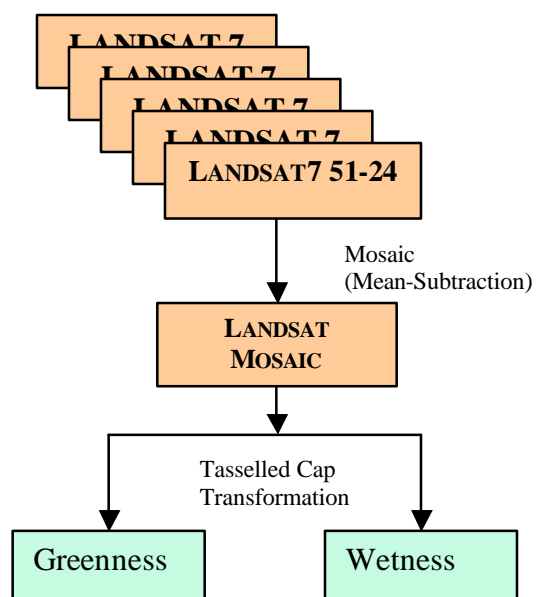 LANDSAT 7
LANDSAT 7
LANDSAT 7
LANDSAT 7
LANDSAT7 51-24
Mosaic
(Mean-Subtraction)
LANDSAT
MOSAIC
Tasselled Cap
Transformation
Greenness
Wetness